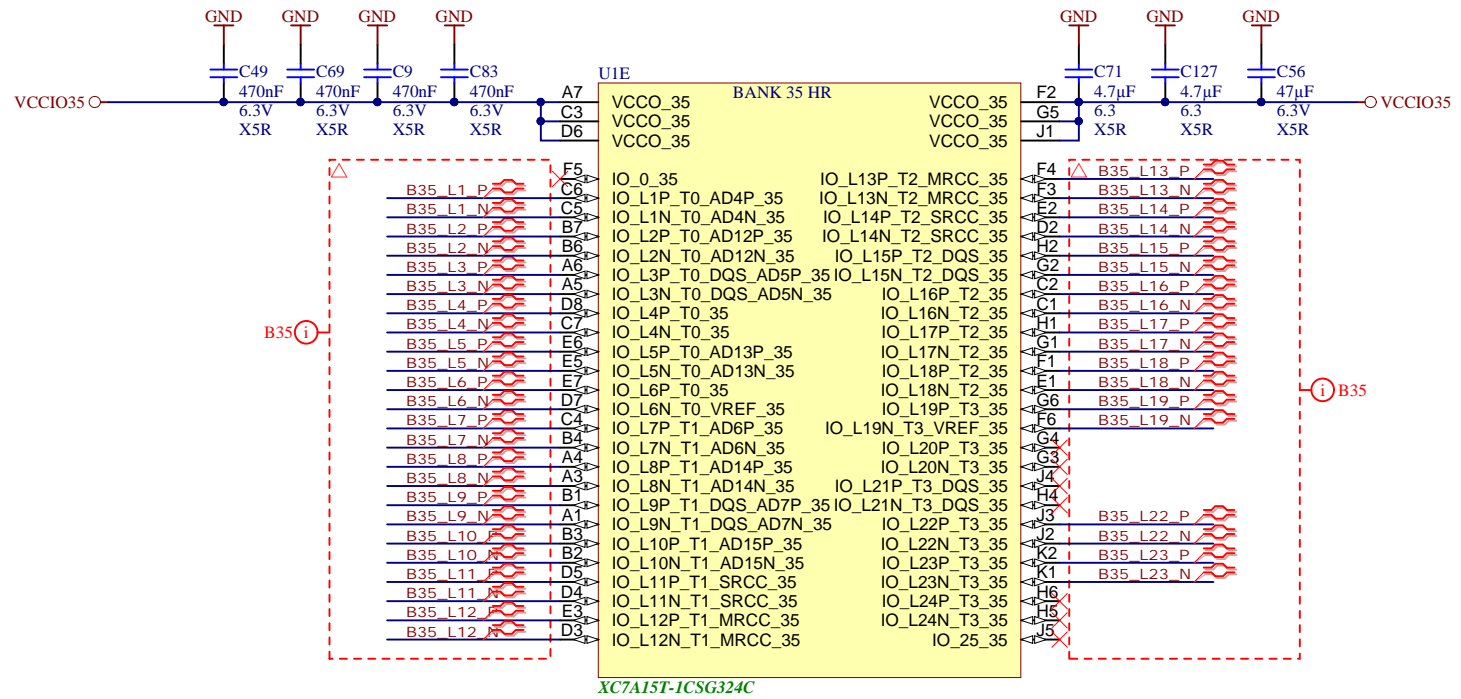 GND GND GND GND GND GND GND
C49 C69 C9 C83 U1E C71 C127 C56
470nF 470nF 470nF 470nF A7 BANK 35 HR F2 4.7µF 4.7µF 47µF
VCCIO35 VCCO_35 VCCO_35 VCCIO35
6.3V 6.3V 6.3V 6.3V C3 VCCO_35 VCCO_35 G5 6.3 6.3 6.3V
X5R X5R X5R X5R D6 VCCO_35 VCCO_35 J1 X5R X5R X5R
F5 IO_0_35 IO_L13P_T2_MRCC_35 F4 B35_L13_P
B35_L1_P C6 IO_L1P_T0_AD4P_35 IO_L13N_T2_MRCC_35 F3 B35_L13_N
B35_L1_N C5 IO_L1N_T0_AD4N_35 IO_L14P_T2_SRCC_35 E2 B35_L14_P
B35_L2_P B7 IO_L2P_T0_AD12P_35 IO_L14N_T2_SRCC_35 D2 B35_L14_N
B35_L2_N B6 IO_L2N_T0_AD12N_35 IO_L15P_T2_DQS_35 H2 B35_L15_P
B35_L3_P A6 IO_L3P_T0_DQS_AD5P_35 IO_L15N_T2_DQS_35 G2 B35_L15_N
B35_L3_N A5 IO_L3N_T0_DQS_AD5N_35 IO_L16P_T2_35 C2 B35_L16_P
B35_L4_P D8 IO_L4P_T0_35 IO_L16N_T2_35 C1 B35_L16_N
B35 i B35_L4_N C7 IO_L4N_T0_35 IO_L17P_T2_35 H1 B35_L17_P
B35_L5_P E6 IO_L5P_T0_AD13P_35 IO_L17N_T2_35 G1 B35_L17_N
B35_L5_N E5 IO_L5N_T0_AD13N_35 IO_L18P_T2_35 F1 B35_L18_P
B35_L6_P E7 IO_L6P_T0_35 IO_L18N_T2_35 E1 B35_L18_N i B35
B35_L6_N D7 IO_L6N_T0_VREF_35 IO_L19P_T3_35 G6 B35_L19_P
B35_L7_P C4 IO_L7P_T1_AD6P_35 IO_L19N_T3_VREF_35 F6 B35_L19_N
B35_L7_N B4 IO_L7N_T1_AD6N_35 IO_L20P_T3_35 G4
B35_L8_P A4 IO_L8P_T1_AD14P_35 IO_L20N_T3_35 G3
B35_L8_N A3 IO_L8N_T1_AD14N_35 IO_L21P_T3_DQS_35 J4
B35_L9_P B1 IO_L9P_T1_DQS_AD7P_35 IO_L21N_T3_DQS_35 H4
B35_L9_N A1 IO_L9N_T1_DQS_AD7N_35 IO_L22P_T3_35 J3 B35_L22_P
B35_L10_P B3 IO_L10P_T1_AD15P_35 IO_L22N_T3_35 J2 B35_L22_N
B35_L10_N B2 IO_L10N_T1_AD15N_35 IO_L23P_T3_35 K2 B35_L23_P
B35_L11_P D5 IO_L11P_T1_SRCC_35 IO_L23N_T3_35 K1 B35_L23_N
B35_L11_N D4 IO_L11N_T1_SRCC_35 IO_L24P_T3_35 H6
B35_L12_P E3 IO_L12P_T1_MRCC_35 IO_L24N_T3_35 H5
B35_L12_N D3 IO_L12N_T1_MRCC_35 IO_25_35 J5
XC7A15T-1CSG324C